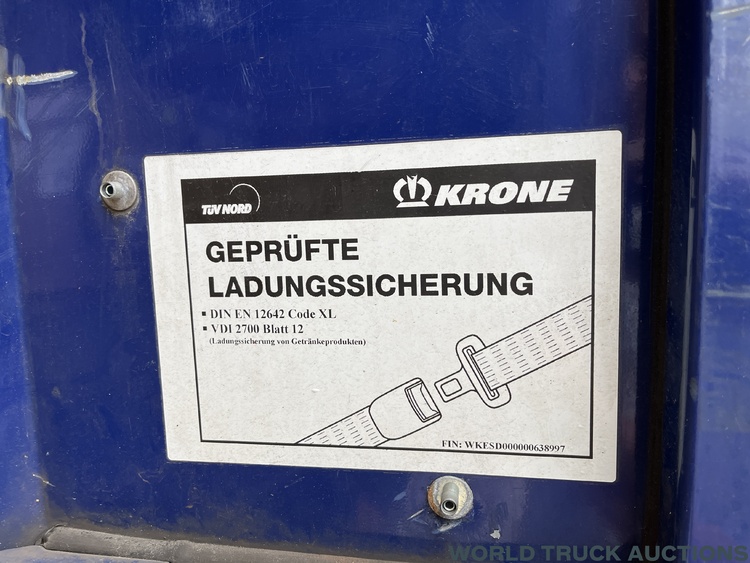 TÜV NORD
KRONE
GEPRÜFTE
LADUNGSSICHERUNG
▪ DIN EN 12642 Code XL
▪ VDI 2700 Blatt 12
(Ladungssicherung von Getränkeprodukten)
FIN: WKESD000000638997
WORLD TRUCK AUCTIONS